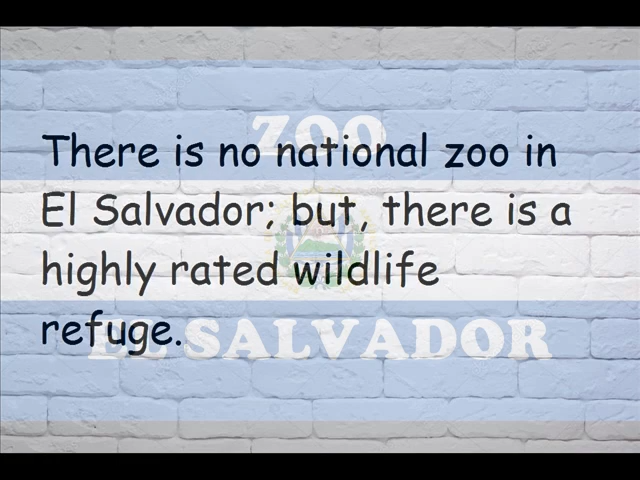 ZOO
There is no national zoo in
El Salvador; but, there is a
highly rated wildlife
refuge.
EL SALVADOR